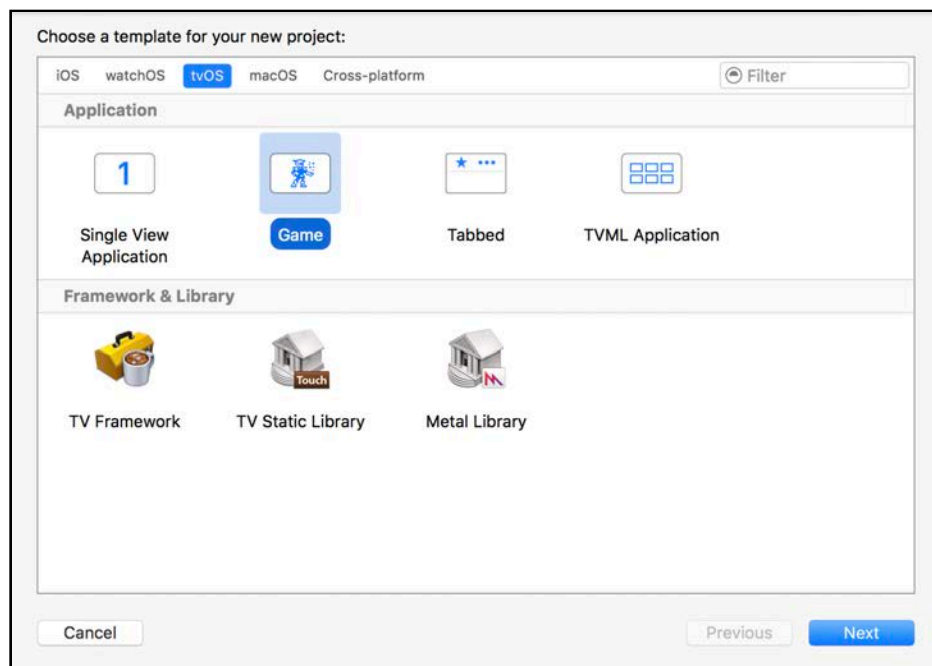 Choose a template for your new project:
iOS watchOS tvOS macOS Cross-platform Filter
Application
1
Single View
Application
Game
Tabbed
TVML Application
Framework & Library
Touch
TV Framework
TV Static Library
Metal Library
Cancel
Previous
Next